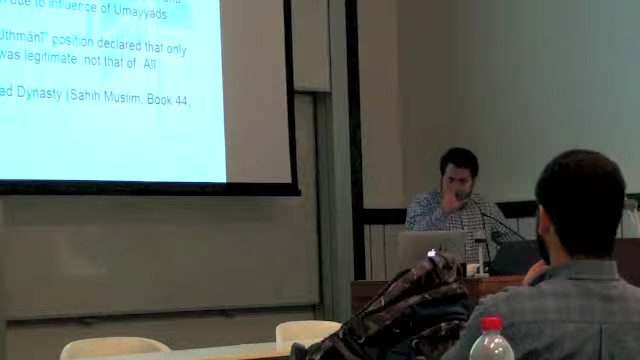 due to influence of Umayyads
Uthmānī" position declared that only
was legitimate not that of Alī
ad Dynasty (Sahih Muslim, Book 44,